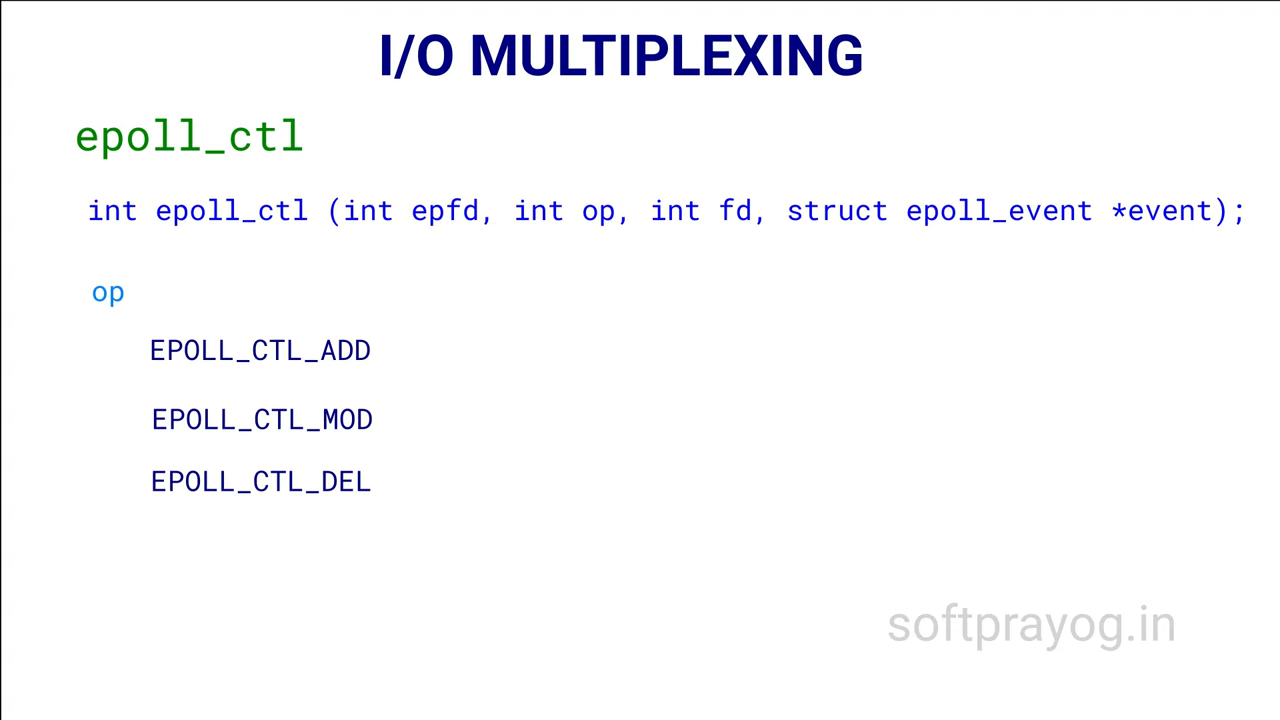 I/O MULTIPLEXING
epoll_ctl
int epoll_ctl (int epfd, int op, int fd, struct epoll_event *event);
op
EPOLL_CTL_ADD
EPOLL_CTL_MOD
EPOLL_CTL_DEL
softprayog.in